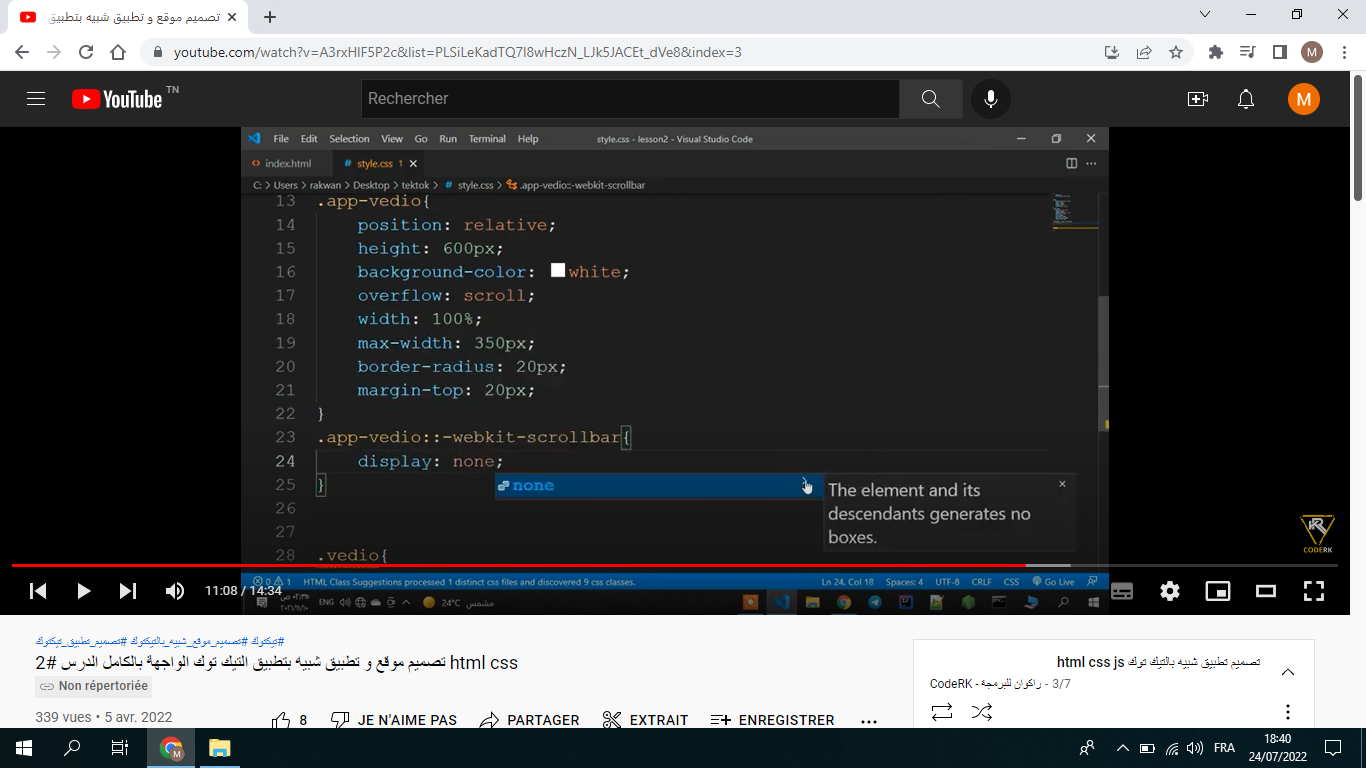 تصميم موقع و تطبيق شبيه بتطبيق
youtube.com/watch?v=A3rxHlF5P2c&list=PLSiLeKadTQ7I8wHczN_LJk5JACEt_dVe8&index=3
M
YouTube TN
Rechercher
M
File Edit Selection View Go Run Terminal Help
style.css - lesson2 - Visual Studio Code
index.html
# style.css 1
C: > Users > rakwan > Desktop > tektok > # style.css > .app-vedio::-webkit-scrollbar
13 .app-vedio{
14 position: relative;
15 height: 600px;
16 background-color: white;
17 overflow: scroll;
18 width: 100%;
19 max-width: 350px;
20 border-radius: 20px;
21 margin-top: 20px;
22 }
23 .app-vedio::-webkit-scrollbar{
24 display: none;
25 }
none
The element and its
descendants generates no
boxes.
26
27
28 .vedio{
CODERK
0 1 HTML Class Suggestions processed 1 distinct css files and discovered 9 css classes.
Ln 24, Col 18 Spaces: 4 UTF-8 CRLF CSS Go Live
11:08 / 14:34
ENG
24°C مشمس
#تيكتوك #تصميم_موقع_شبيه_بالتيكتوك #تصميم_تطبيق_تيكتوك
تصميم موقع و تطبيق شبيه بتطبيق التيك توك الواجهة بالكامل الدرس #2 html css
Non répertoriée
339 vues • 5 avr. 2022
8
JE N'AIME PAS
PARTAGER
EXTRAIT
ENREGISTRER
تصميم تطبيق شبيه بالتيك توك html css js
CodeRK - راكوان للبرمجة - 3/7
M
FRA
18:40
24/07/2022